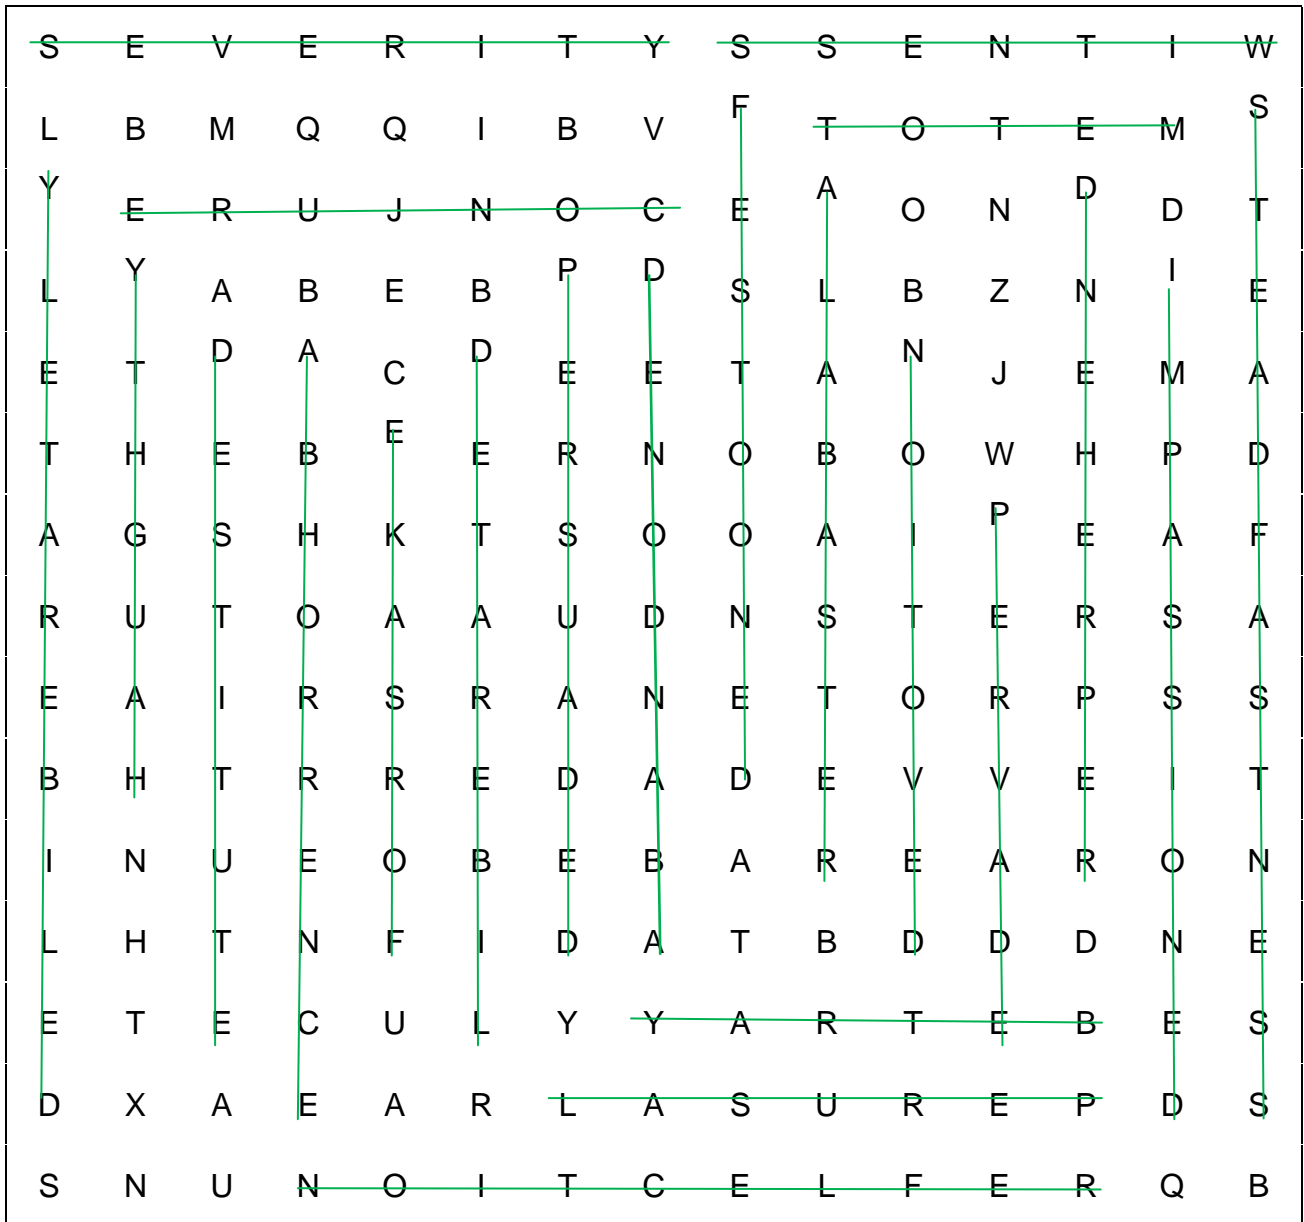 S E V E R I T Y S S E N T I W
L B M Q Q I B V F T O T E M S
Y E R U J N O C E A O N D D T
L Y A B E B P D S L B Z N I E
E T D A C D E E T A N J E M A
T H E B E E R N O B O W H P D
A G S H K T S O O A I P E A F
R U T O A A U D N S T E R S A
E A I R S R A N E T O R P S S
B H T R R E D A D E V V E I T
I N U E O B E B A R E A R O N
L H T N F I D A T B D D D N E
E T E C U L Y Y A R T E B E S
D X A E A R L A S U R E P D S
S N U N O I T C E L F E R Q B